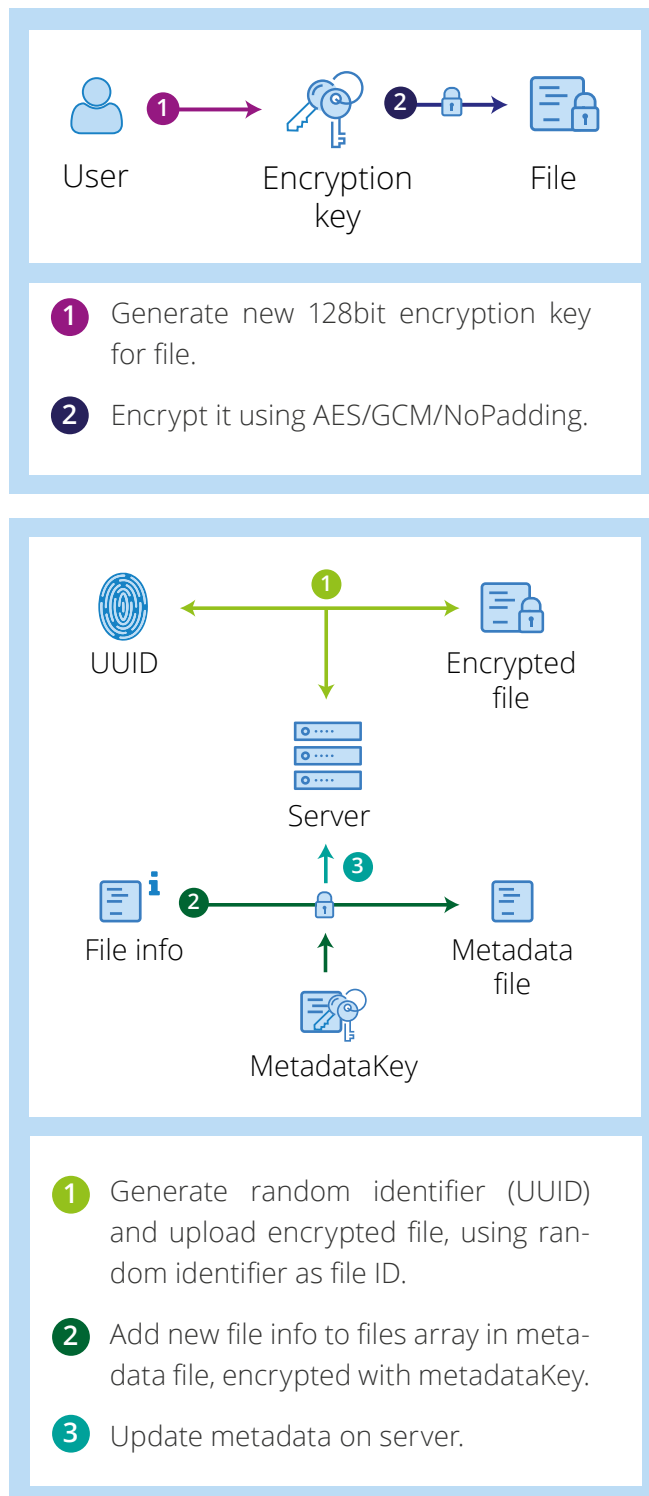 1
2
User
Encryption
key
File
1 Generate new 128bit encryption key
for file.
2 Encrypt it using AES/GCM/NoPadding.
1
UUID
Encrypted
file
Server
3
i
2
File info
Metadata
file
MetadataKey
1 Generate random identifier (UUID)
and upload encrypted file, using ran-
dom identifier as file ID.
2 Add new file info to files array in meta-
data file, encrypted with metadataKey.
3 Update metadata on server.